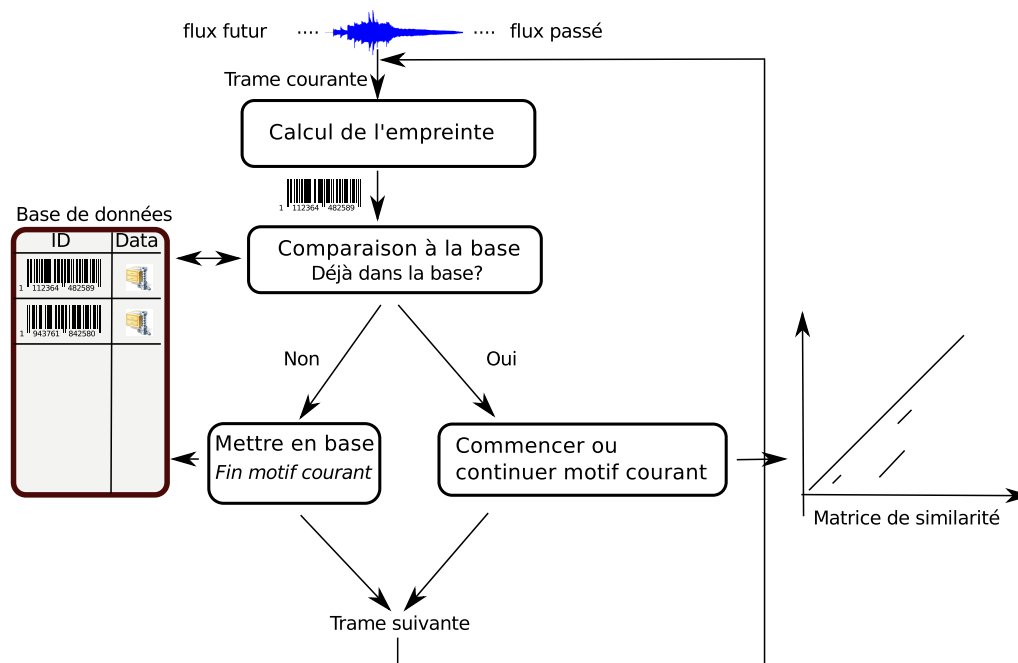 flux futur .... .... flux passé
Trame courante
Calcul de l'empreinte
1 112364 482589
Base de données
ID Data
1 112364 482589
1 943761 842580
Comparaison à la base
Déjà dans la base?
Non
Oui
Mettre en base
Fin motif courant
Commencer ou
continuer motif courant
Matrice de similarité
Trame suivante